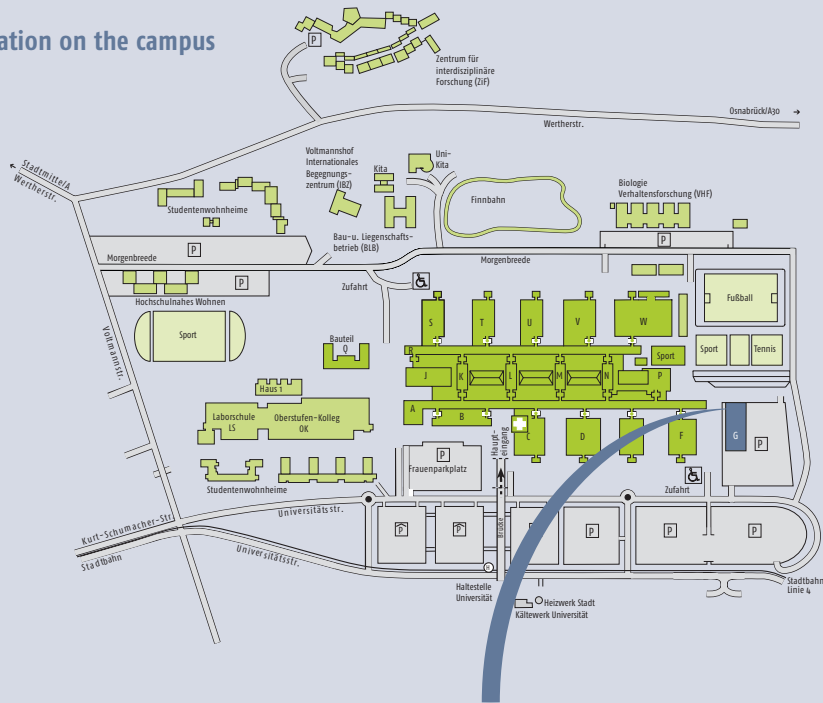 ation on the campus
P
Zentrum für
interdisziplinäre
Forschung (ZiF)
Osnabrück/A30
Wertherstr.
Stadtmitte/A
Wertherstr.
Voltmannshof
Internationales
Begegnungs-
zentrum (IBZ)
Kita
Uni-
Kita
Finnbahn
Biologie
Verhaltensforschung (VHF)
Studentenwohnheime
Bau-u. Liegenschafts-
betrieb (BLB)
P
P
Morgenbreede
Morgenbreede
P
Hochschulnahes Wohnen
Zufahrt
Fußball
S
T
U
V
W
Voltmannstr.
Sport
Bauteil
Q
R
Sport
Sport
Tennis
J
K
L
M
N
P
Haus 1
A
B
C
D
F
G
P
Laborschule
LS
Oberstufen-Kolleg
OK
Haupt-
eingang
P
Frauenparkplatz
Studentenwohnheime
Zufahrt
Universitätsstr.
Kurt-Schumacher-Str.
Stadtbahn
Universitätsstr.
P
P
Brücke
P
P
P
H
Haltestelle
Universität
Stadtbahn
Linie 4
Heizwerk Stadt
Kältewerk Universität